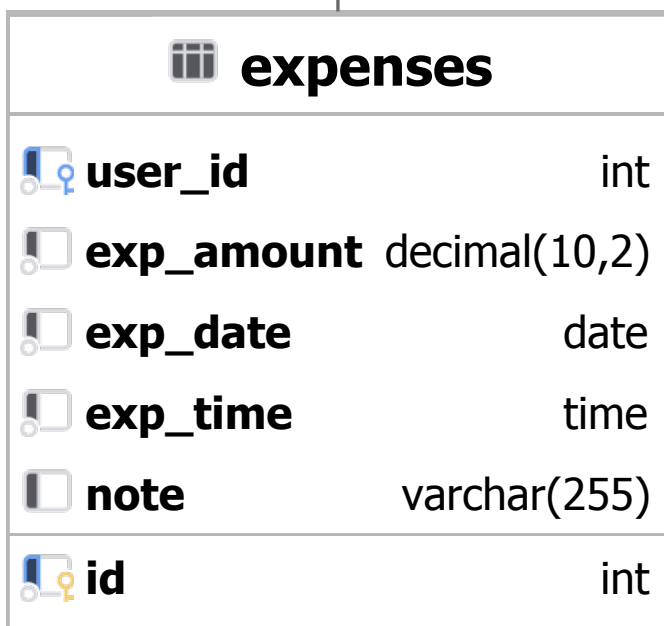 expenses
user_id int
exp_amount decimal(10,2)
exp_date date
exp_time time
note varchar(255)
id int